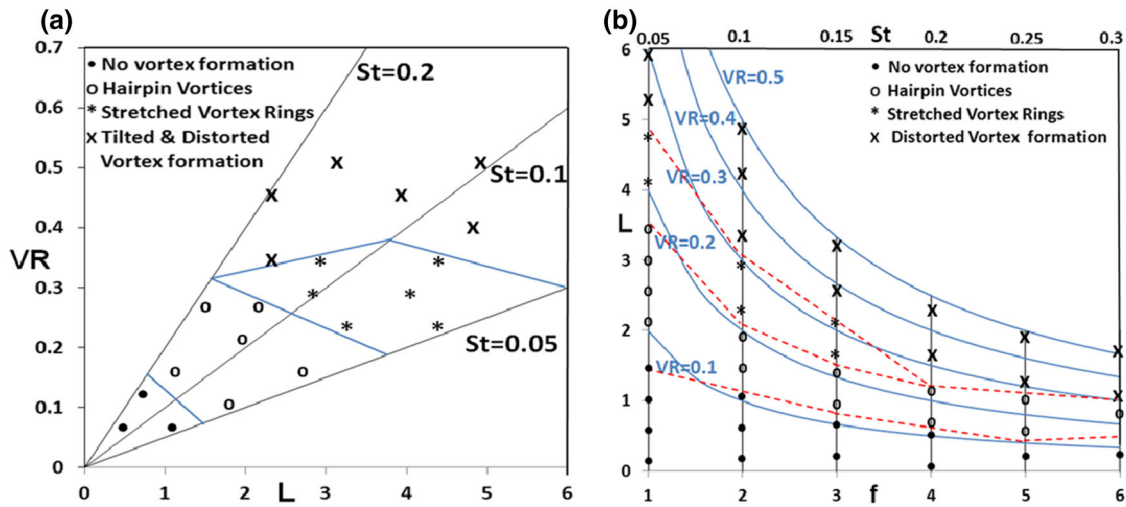 (a)
0.7
0.6
0.5
0.4
VR
0.3
0.2
0.1
0
• No vortex formation
o Hairpin Vortices
* Stretched Vortex Rings
x Tilted & Distorted
Vortex formation
St=0.2
St=0.1
St=0.05
0 1 2 L 3 4 5 6
(b)
0.05 0.1 0.15 St 0.2 0.25 0.3
6
5
4
L
3
2
1
0
• No vortex formation
o Hairpin Vortices
* Stretched Vortex Rings
X Distorted Vortex formation
VR=0.5
VR=0.4
VR=0.3
VR=0.2
VR=0.1
1 2 3 f 4 5 6